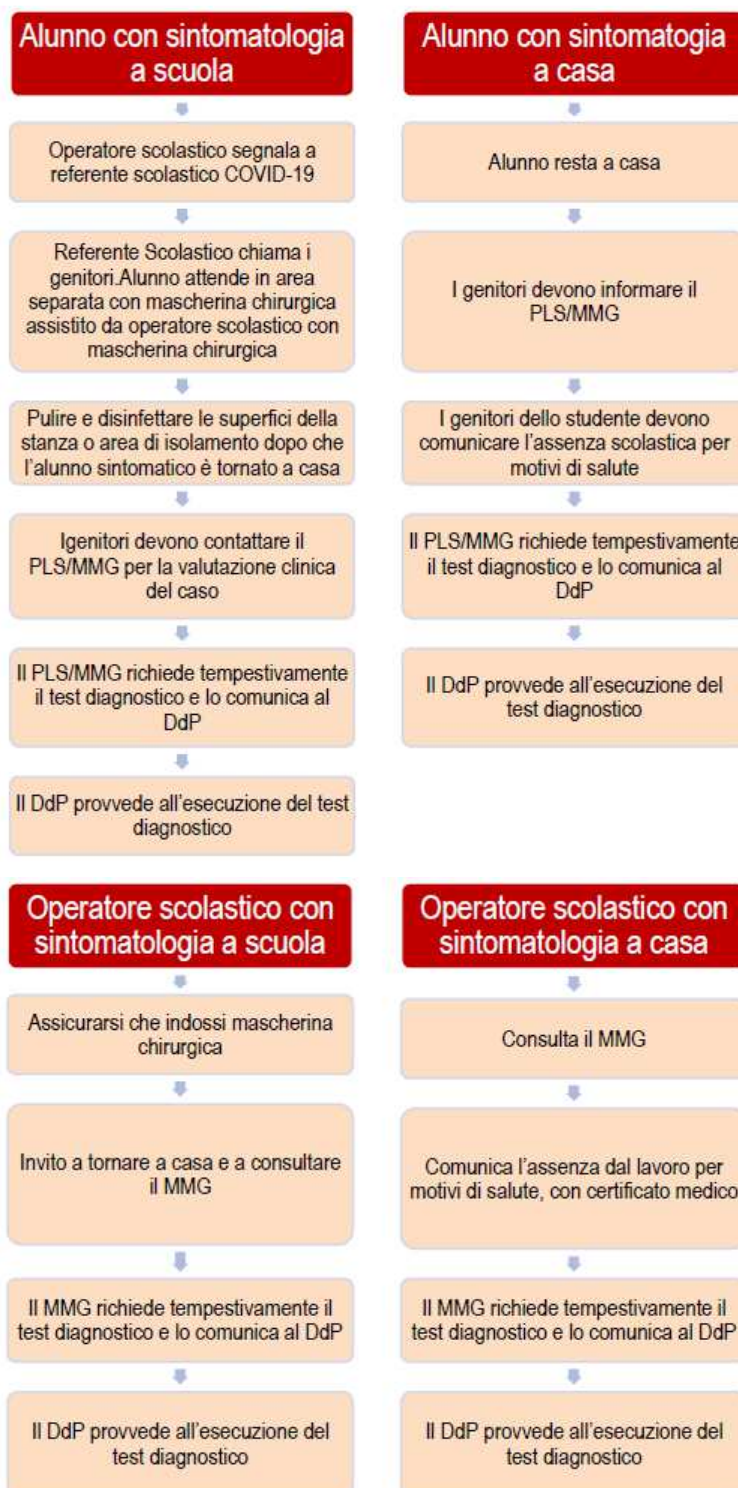 Alunno con sintomatologia
a scuola
Operatore scolastico segnala a
referente scolastico COVID-19
Referente Scolastico chiama i
genitori.Alunno attende in area
separata con mascherina chirurgica
assistito da operatore scolastico con
mascherina chirurgica
Pulire e disinfettare le superfici della
stanza o area di isolamento dopo che
l'alunno sintomatico è tornato a casa
Igenitori devono contattare il
PLS/MMG per la valutazione clinica
del caso
Il PLS/MMG richiede tempestivamente
il test diagnostico e lo comunica al
DdP
Il DdP provvede all'esecuzione del test
diagnostico
Alunno con sintomatogia
a casa
Alunno resta a casa
I genitori devono informare il
PLS/MMG
I genitori dello studente devono
comunicare l'assenza scolastica per
motivi di salute
Il PLS/MMG richiede tempestivamente
il test diagnostico e lo comunica al
DdP
Il DdP provvede all'esecuzione del
test diagnostico
Operatore scolastico con
sintomatologia a scuola
Assicurarsi che indossi mascherina
chirurgica
Invito a tornare a casa e a consultare
il MMG
Il MMG richiede tempestivamente il
test diagnostico e lo comunica al DdP
Il DdP provvede all'esecuzione del
test diagnostico
Operatore scolastico con
sintomatologia a casa
Consulta il MMG
Comunica l'assenza dal lavoro per
motivi di salute, con certificato medico
Il MMG richiede tempestivamente il
test diagnostico e lo comunica al DdP
Il DdP provvede all'esecuzione del
test diagnostico